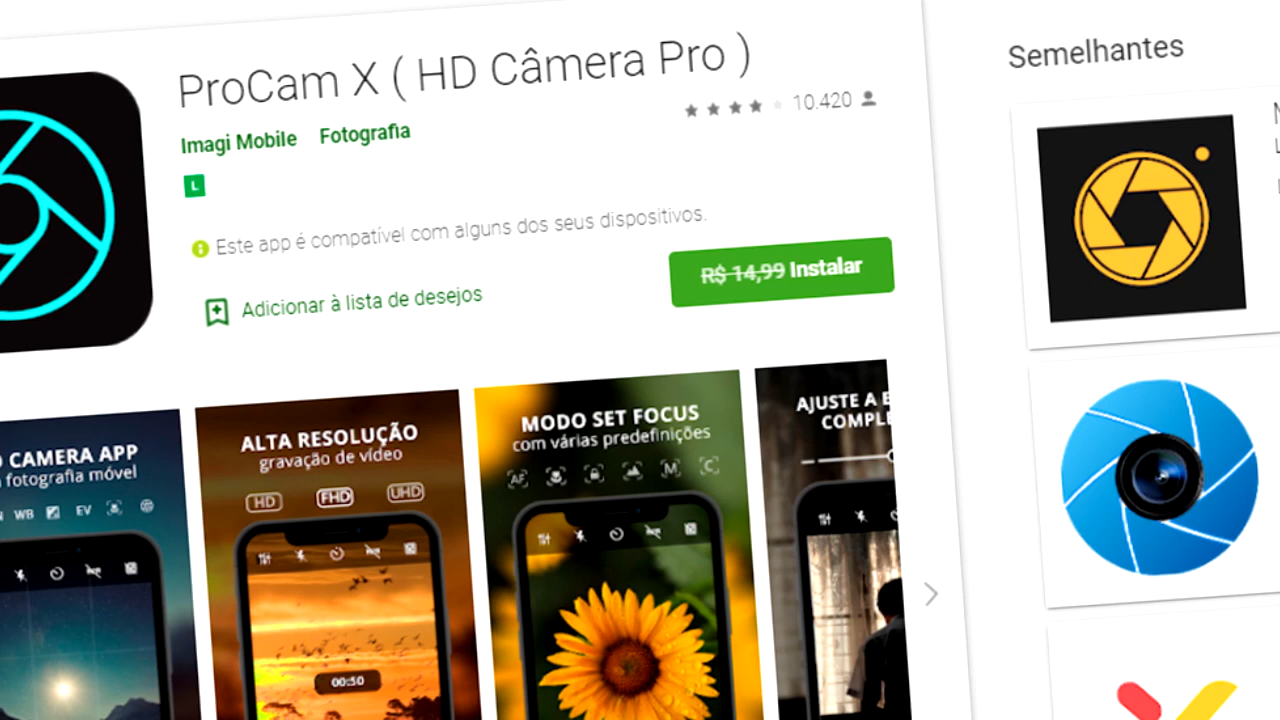 ProCam X ( HD Câmera Pro )
Imagi Mobile Fotografia
10.420
L
Este app é compatível com alguns dos seus dispositivos.
Adicionar à lista de desejos
R$ 14,99 Instalar
Semelhantes
CAMERA APP
fotografia móvel
WB EV
ALTA RESOLUÇÃO
gravação de vídeo
HD FHD UHD
00:50
MODO SET FOCUS
com várias predefinições
AF M C
AJUSTE A
COMPLE